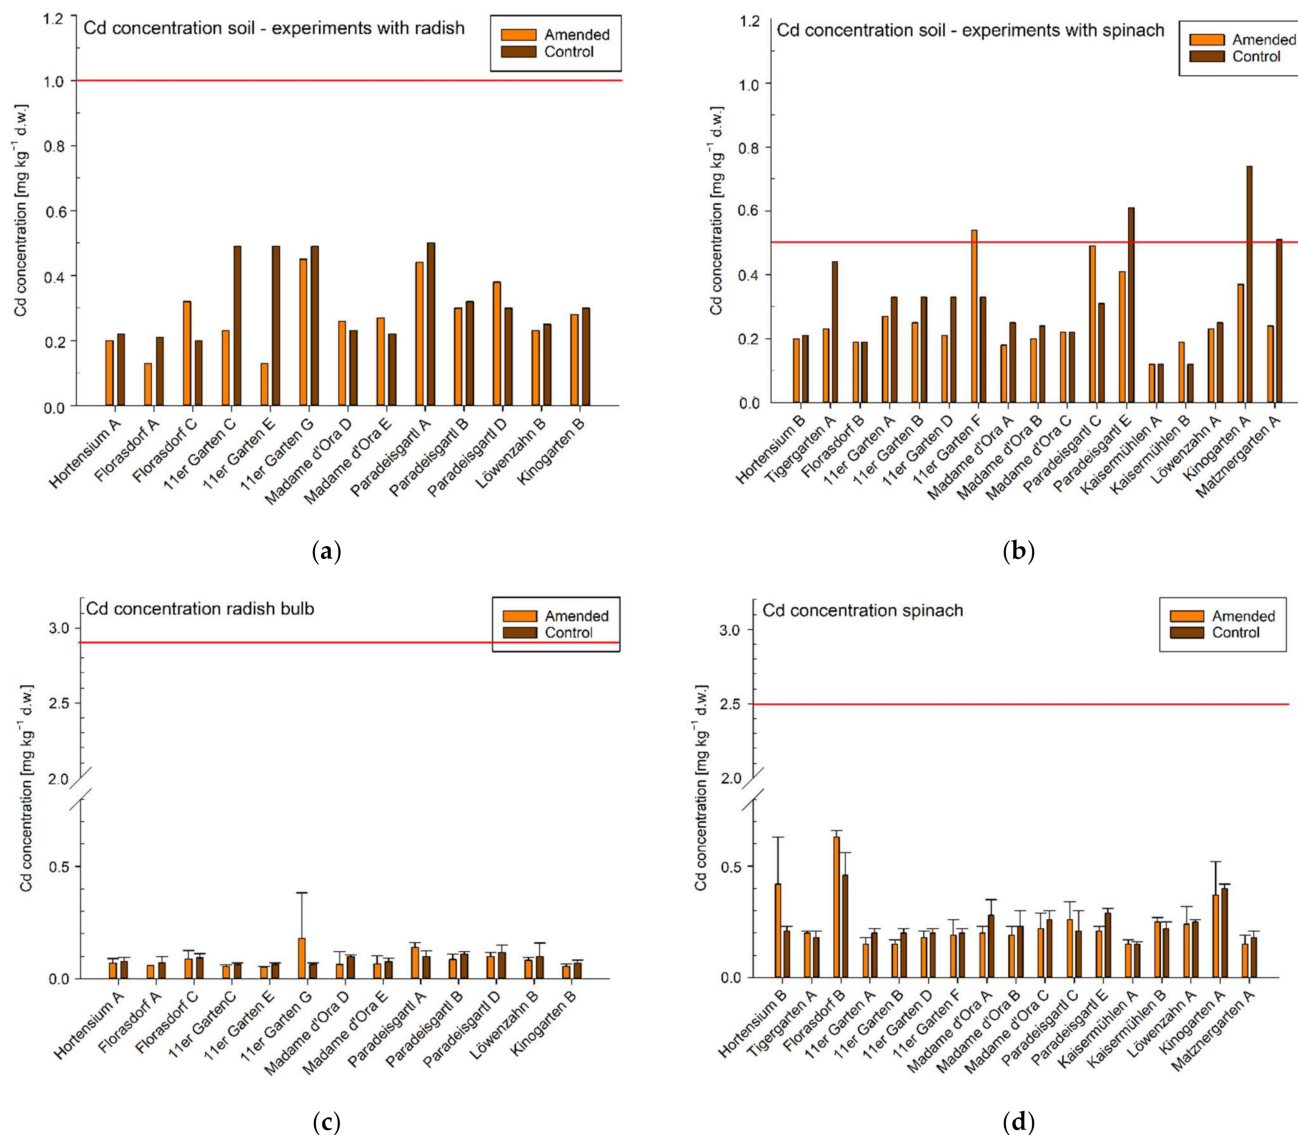 Cd concentration soil - experiments with radish
Amended
Control
Cd concentration [mg kg⁻¹ d.w.]
1.2
1.0
0.8
0.6
0.4
0.2
0.0
Hortensium A
Florasdorf A
Florasdorf C
11er Garten C
11er Garten E
11er Garten G
Madame d'Ora D
Madame d'Ora E
Paradeisgartl A
Paradeisgartl B
Paradeisgartl D
Löwenzahn B
Kinogarten B
(a)
Cd concentration soil - experiments with spinach
Amended
Control
Cd concentration [mg kg⁻¹ d.w.]
1.2
1.0
0.8
0.6
0.4
0.2
0.0
Hortensium B
Tigergarten A
Florasdorf B
11er Garten A
11er Garten B
11er Garten D
11er Garten F
Madame d'Ora A
Madame d'Ora B
Madame d'Ora C
Paradeisgartl C
Paradeisgartl E
Kaisermühlen A
Kaisermühlen B
Löwenzahn A
Kinogarten A
Matznergarten A
(b)
Cd concentration radish bulb
Amended
Control
Cd concentration [mg kg⁻¹ d.w.]
3.0
2.5
2.0
0.5
0.0
Hortensium A
Florasdorf A
Florasdorf C
11er GartenC
11er Garten E
11er Garten G
Madame d'Ora D
Madame d'Ora E
Paradeisgartl A
Paradeisgartl B
Paradeisgartl D
Löwenzahn B
Kinogarten B
(c)
Cd concentration spinach
Amended
Control
Cd concentration [mg kg⁻¹ d.w.]
3.0
2.5
2.0
0.5
0.0
Hortensium B
Tigergarten A
Florasdorf B
11er Garten A
11er Garten B
11er Garten D
11er Garten F
Madame d'Ora A
Madame d'Ora B
Madame d'Ora C
Paradeisgartl C
Paradeisgartl E
Kaisermühlen A
Kaisermühlen B
Löwenzahn A
Kinogarten A
Matznergarten A
(d)